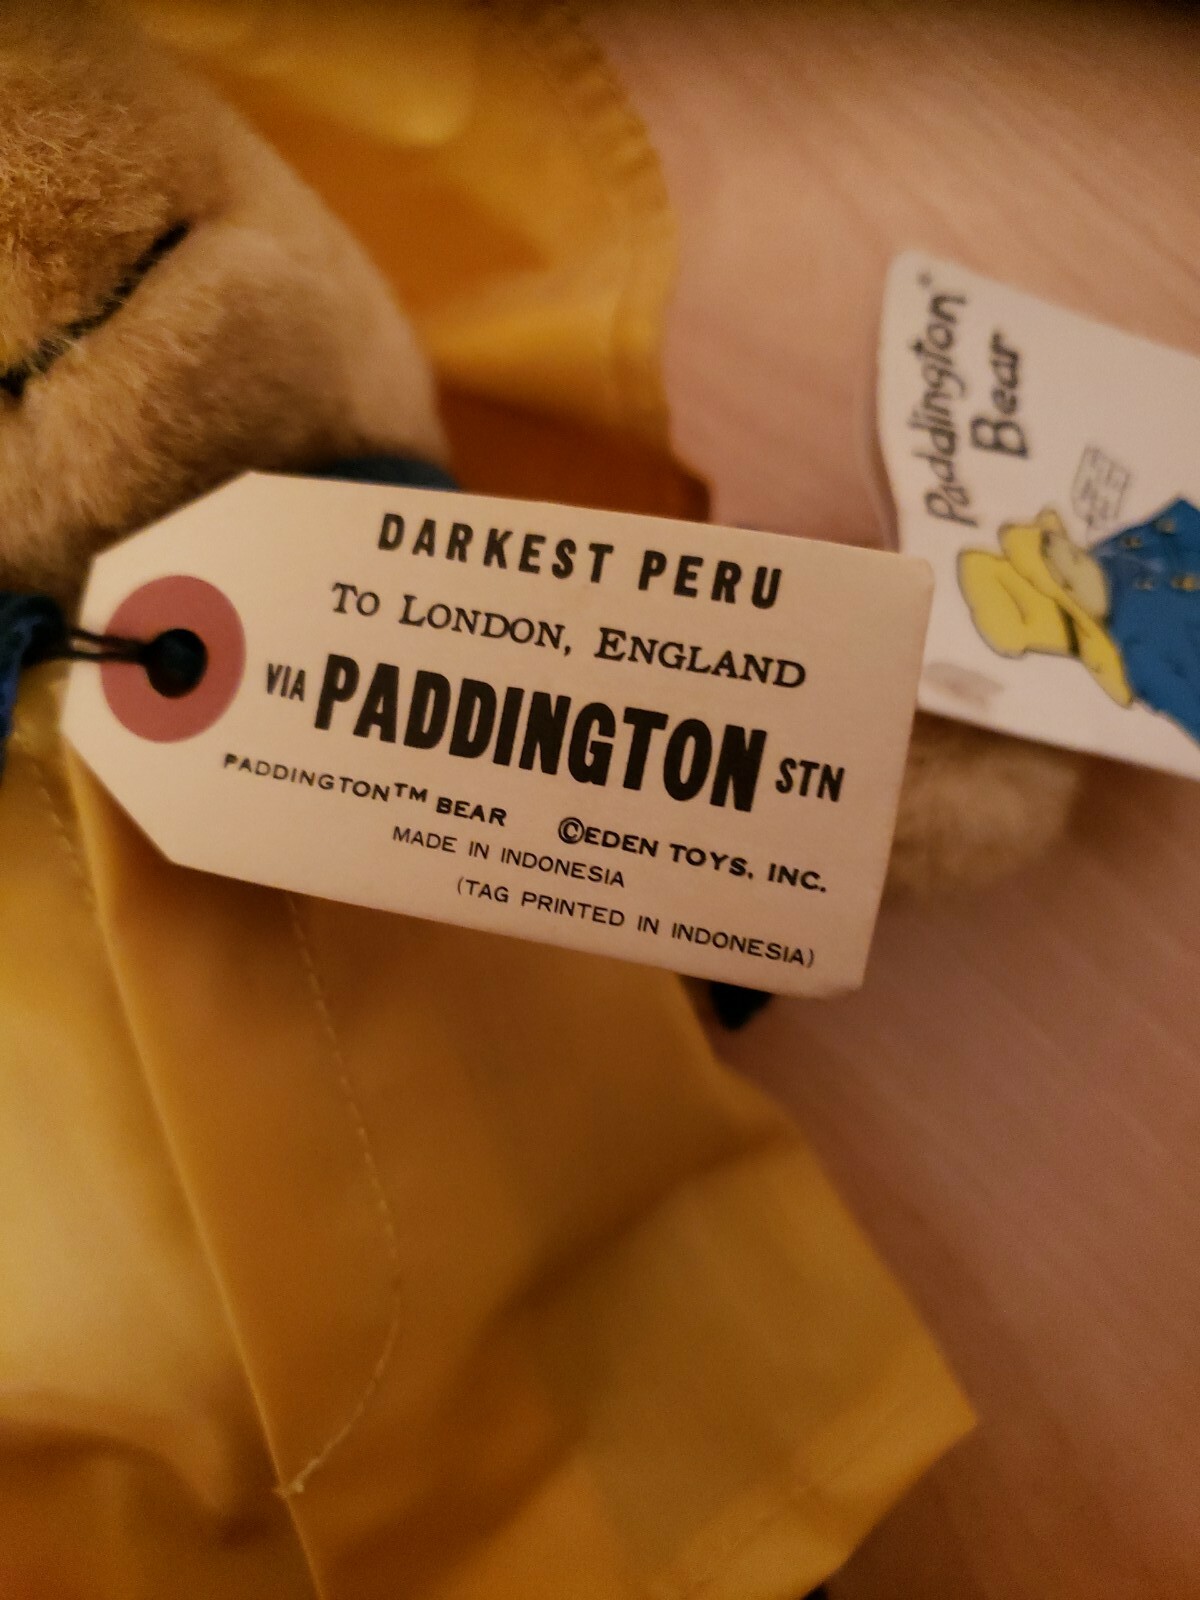 DARKEST PERU
TO LONDON, ENGLAND
VIA PADDINGTON STN
PADDINGTON™ BEAR ©EDEN TOYS, INC.
MADE IN INDONESIA
(TAG PRINTED IN INDONESIA)
Paddington
Bear